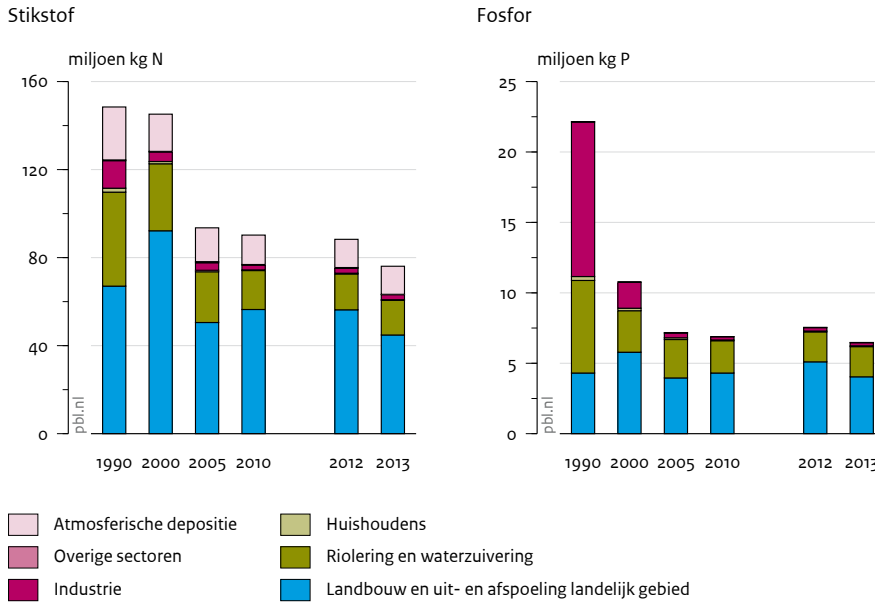 Stikstof
miljoen kg N
160
120
80
40
0
pbl.nl
1990 2000 2005 2010 2012 2013
Fosfor
miljoen kg P
25
20
15
10
5
0
pbl.nl
1990 2000 2005 2010 2012 2013
Atmosferische depositie
Overige sectoren
Industrie
Huishoudens
Riolering en waterzuivering
Landbouw en uit- en afspoeling landelijk gebied